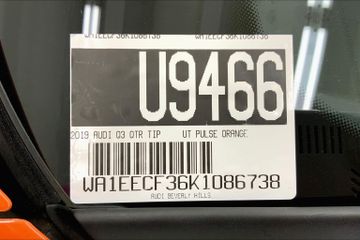 WA1EECF36K1086738 WA1EECF36K1086738
U9466
2019 AUDI Q3 QTR TIP UT PULSE ORANGE
WA1EECF36K1086738
AUDI BEVERLY HILLS